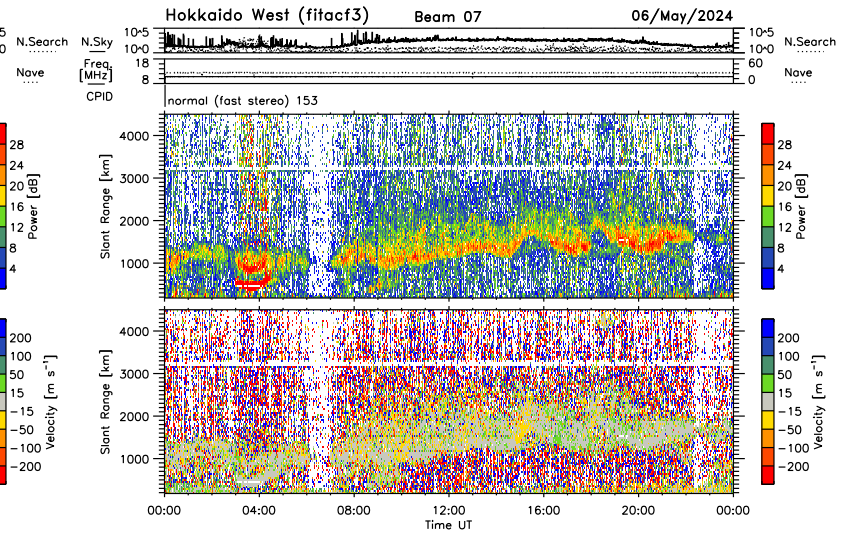 Hokkaido West (fitacf3) Beam 07 06/May/2024
N.Search N.Sky 10^5 10^5 N.Search
10^0 10^0
Nave Freq. [MHz] 18 60 Nave
8 0
CPID normal (fast stereo) 153
4000
28 28
24 3000 24
20 20
16 2000 16
12 12
8 1000 8
4 4
Power [dB] Slant Range [km] Power [dB]
200 4000 200
100 100
50 3000 50
15 15
-15 2000 -15
-50 -50
-100 1000 -100
-200 -200
Velocity [m s⁻¹] Slant Range [km] Velocity [m s⁻¹]
00:00 04:00 08:00 12:00 16:00 20:00 00:00
Time UT